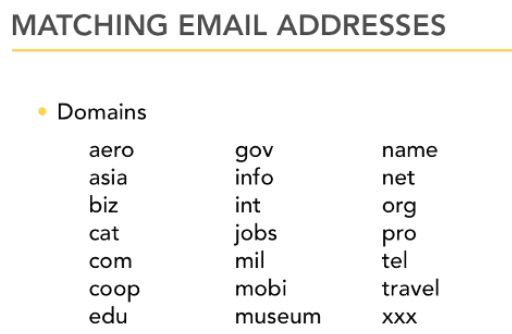 MATCHING EMAIL ADDRESSES
• Domains
aero gov name
asia info net
biz int org
cat jobs pro
com mil tel
coop mobi travel
edu museum xxx